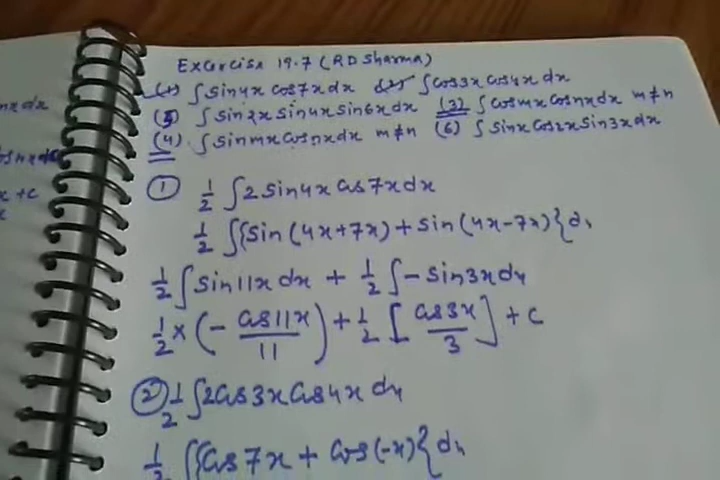 Exercise 19.7 (RD Sharma)
(1) ∫ sin4x cos7x dx (2) ∫ cos3x cos4x dx
(5) ∫ sin2x sin4x sin6x dx (3) ∫ cosmx cosnx dx m≠n
(4) ∫ sinmx cosnx dx m≠n (6) ∫ sinx cos2x sin3x dx
① 1/2 ∫ 2 sin4x cos7x dx
1/2 ∫ {sin(4x+7x) + sin(4x-7x)} dx
1/2 ∫ sin11x dx + 1/2 ∫ -sin3x dx
1/2 × (- cos11x/11) + 1/2 [cos3x/3] + c
② 1/2 ∫ 2cos3x cos4x dx
1/2 ∫ {cos7x + cos(-x)} dx
nx dx
x + c